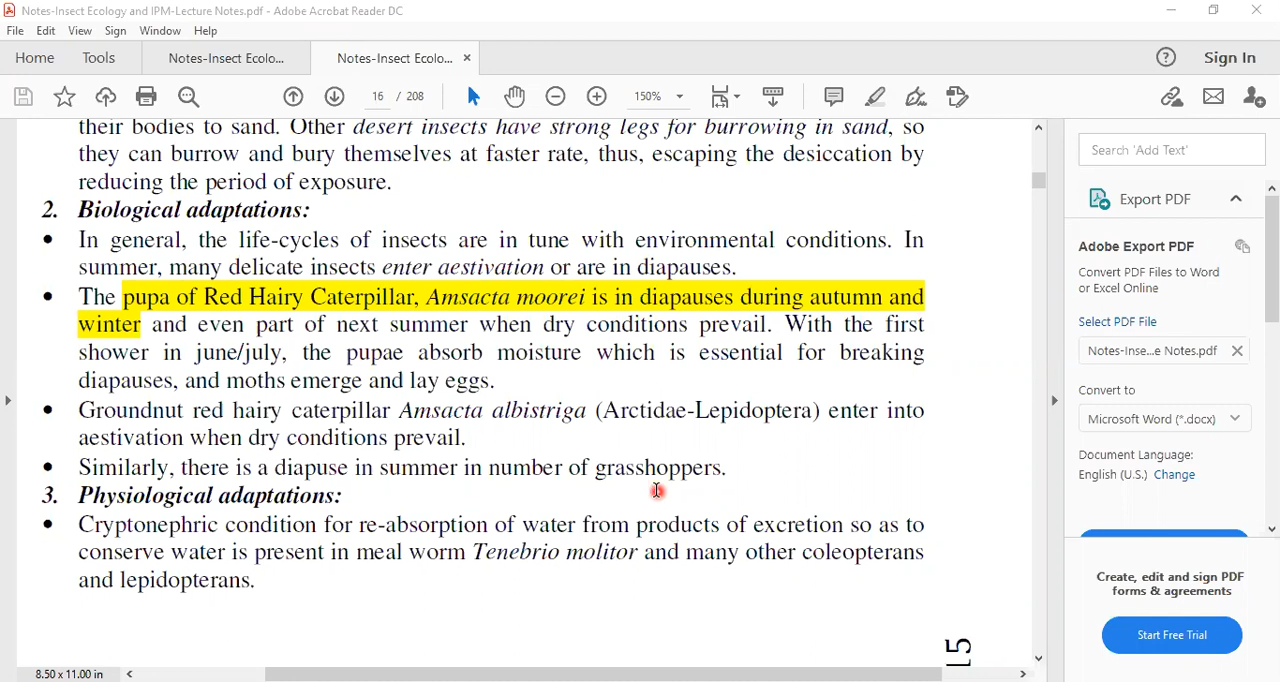 Notes-Insect Ecology and IPM-Lecture Notes.pdf - Adobe Acrobat Reader DC
File Edit View Sign Window Help
Home Tools Notes-Insect Ecolo... Notes-Insect Ecolo... × Sign In
16 / 208 150%
their bodies to sand. Other desert insects have strong legs for burrowing in sand, so
they can burrow and bury themselves at faster rate, thus, escaping the desiccation by
reducing the period of exposure.
2. Biological adaptations:
• In general, the life-cycles of insects are in tune with environmental conditions. In
summer, many delicate insects enter aestivation or are in diapauses.
• The pupa of Red Hairy Caterpillar, Amsacta moorei is in diapauses during autumn and
winter and even part of next summer when dry conditions prevail. With the first
shower in june/july, the pupae absorb moisture which is essential for breaking
diapauses, and moths emerge and lay eggs.
• Groundnut red hairy caterpillar Amsacta albistriga (Arctidae-Lepidoptera) enter into
aestivation when dry conditions prevail.
• Similarly, there is a diapuse in summer in number of grasshoppers.
3. Physiological adaptations:
• Cryptonephric condition for re-absorption of water from products of excretion so as to
conserve water is present in meal worm Tenebrio molitor and many other coleopterans
and lepidopterans.
15
8.50 x 11.00 in
Search 'Add Text'
Export PDF
Adobe Export PDF
Convert PDF Files to Word
or Excel Online
Select PDF File
Notes-Inse...e Notes.pdf
Convert to
Microsoft Word (*.docx)
Document Language:
English (U.S.) Change
Create, edit and sign PDF
forms & agreements
Start Free Trial